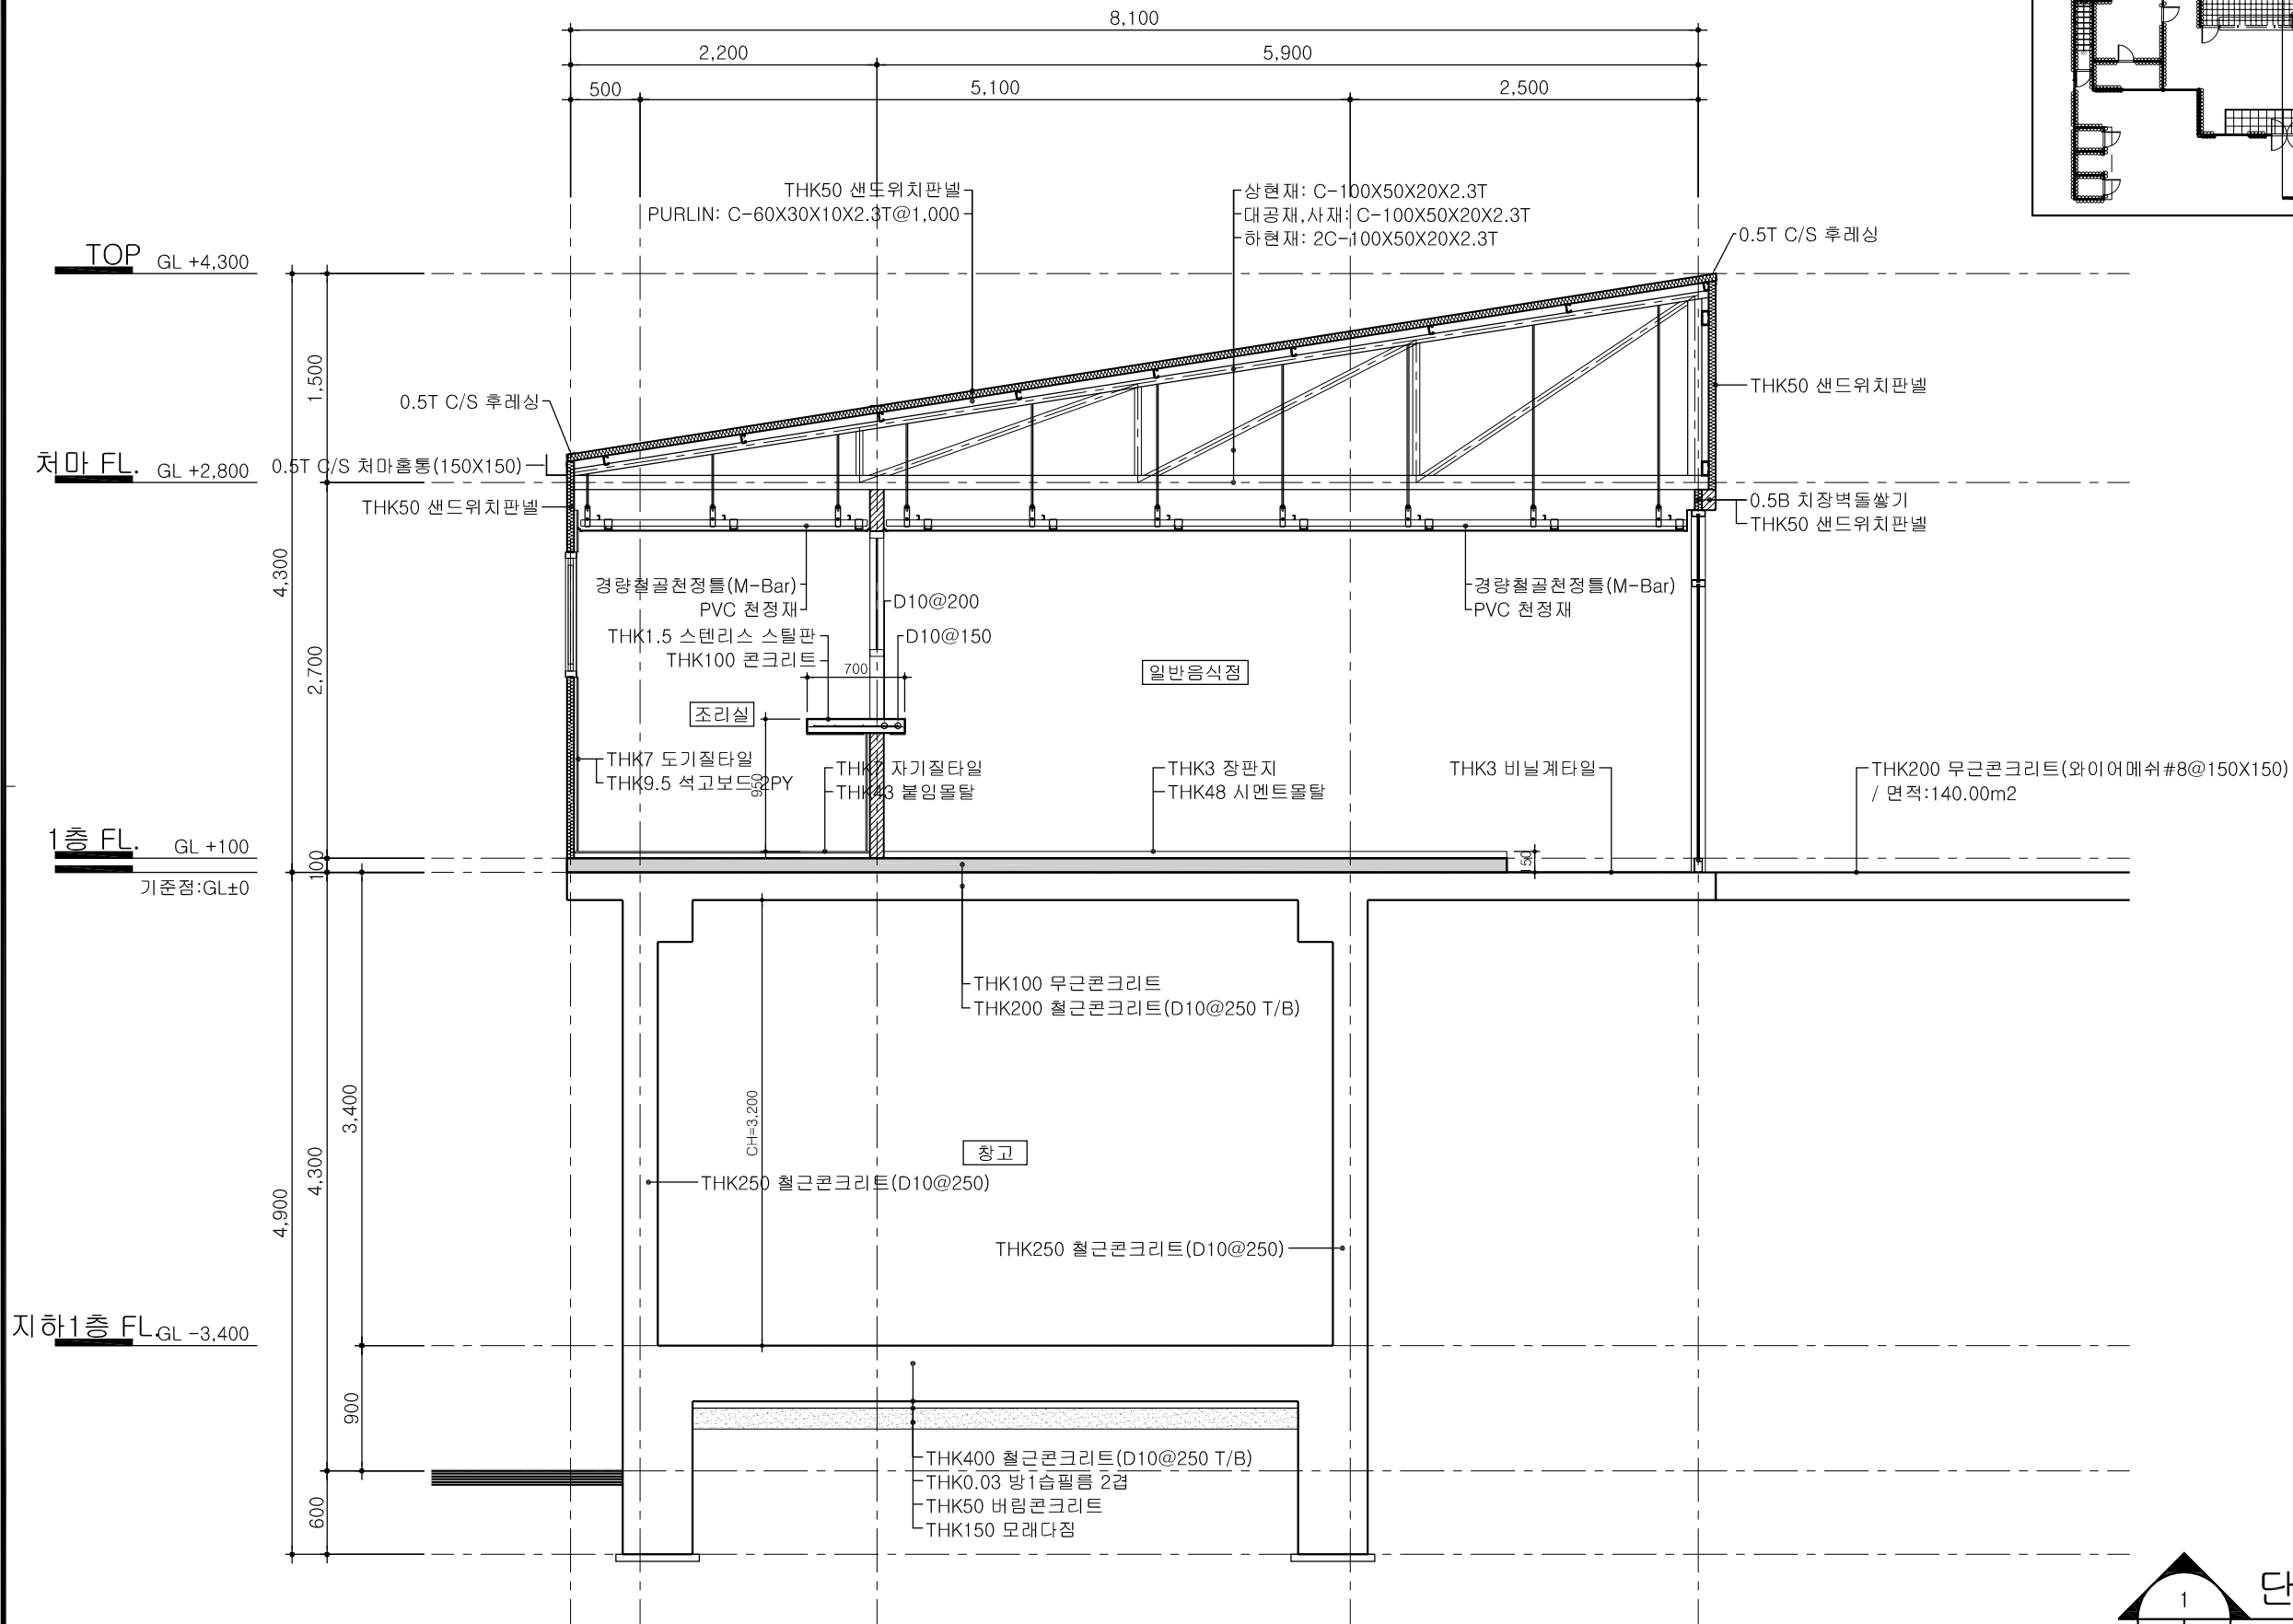 8,100
2,200
5,900
500
5,100
2,500
THK50 샌드위치판넬
PURLIN: C-60X30X10X2.3T@1,000
상현재: C-100X50X20X2.3T
대공재,사재: C-100X50X20X2.3T
하현재: 2C-100X50X20X2.3T
0.5T C/S 후레싱
TOP GL +4,300
1,500
0.5T C/S 후레싱
THK50 샌드위치판넬
처마 FL. GL +2,800
0.5T C/S 처마홈통(150X150)
THK50 샌드위치판넬
0.5B 치장벽돌쌓기
THK50 샌드위치판넬
4,300
2,700
경량철골천정틀(M-Bar)
PVC 천정재
D10@200
경량철골천정틀(M-Bar)
PVC 천정재
THK1.5 스텐리스 스틸판
THK100 콘크리트
D10@150
700
일반음식점
조리실
THK7 도기질타일
THK9.5 석고보드 2PY
950
THK7 자기질타일
THK43 붙임몰탈
THK3 장판지
THK48 시멘트몰탈
THK3 비닐계타일
THK200 무근콘크리트(와이어메쉬#8@150X150)
/ 면적:140.00m2
1층 FL. GL +100
100
150
기준점:GL±0
THK100 무근콘크리트
THK200 철근콘크리트(D10@250 T/B)
3,400
CH=3,200
창고
4,300
4,900
THK250 철근콘크리트(D10@250)
THK250 철근콘크리트(D10@250)
지하1층 FL. GL -3,400
900
THK400 철근콘크리트(D10@250 T/B)
THK0.03 방1습필름 2겹
THK50 버림콘크리트
THK150 모래다짐
600
1
단